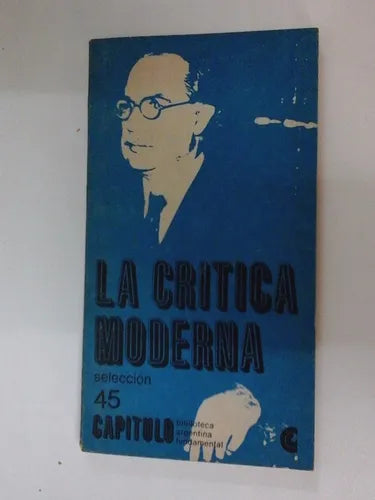 LA CRITICA
MODERNA
selección
45
CAPITULO
biblioteca
argentina
fundamental